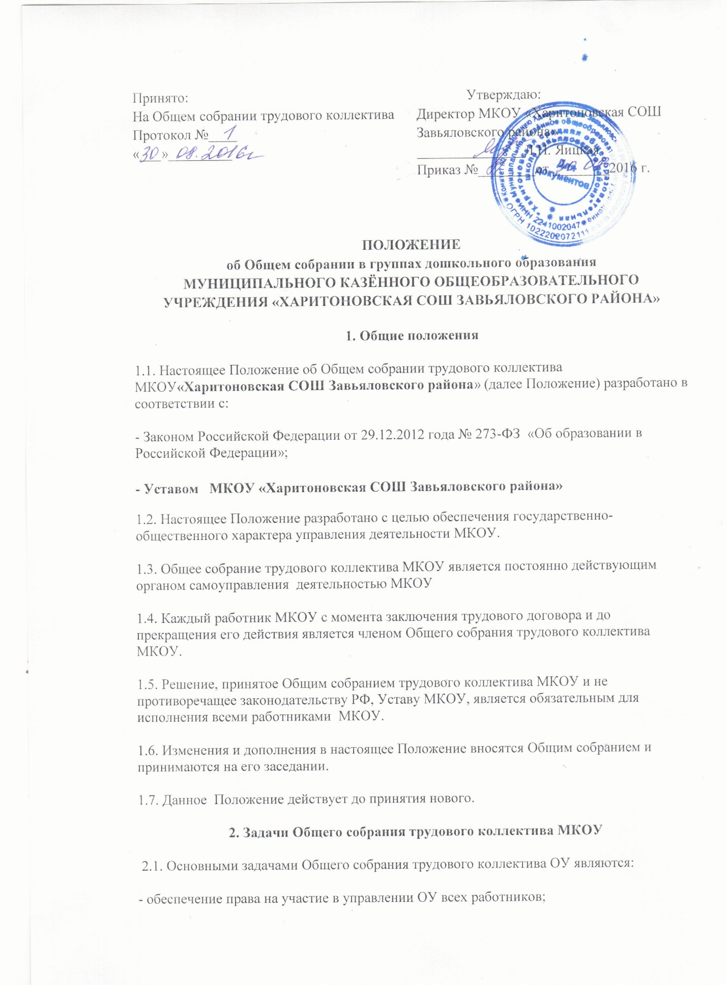 Принято:
На Общем собрании трудового коллектива
Протокол № 1
«30» 08.2016г
Утверждаю:
Директор МКОУ «Харитоновская СОШ
Завьяловского района»
Л.Н. Яицкая
Приказ №__________от 30 08 2016 г.
Для
документов
ИНН 2241002047
ОГРН 1022202072111
ПОЛОЖЕНИЕ
об Общем собрании в группах дошкольного образования
МУНИЦИПАЛЬНОГО КАЗЁННОГО ОБЩЕОБРАЗОВАТЕЛЬНОГО
УЧРЕЖДЕНИЯ «ХАРИТОНОВСКАЯ СОШ ЗАВЬЯЛОВСКОГО РАЙОНА»
1. Общие положения
1.1. Настоящее Положение об Общем собрании трудового коллектива
МКОУ«Харитоновская СОШ Завьяловского района» (далее Положение) разработано в
соответствии с:
- Законом Российской Федерации от 29.12.2012 года № 273-ФЗ  «Об образовании в
Российской Федерации»;
- Уставом   МКОУ «Харитоновская СОШ Завьяловского района»
1.2. Настоящее Положение разработано с целью обеспечения государственно-
общественного характера управления деятельности МКОУ.
1.3. Общее собрание трудового коллектива МКОУ является постоянно действующим
органом самоуправления  деятельностью МКОУ
1.4. Каждый работник МКОУ с момента заключения трудового договора и до
прекращения его действия является членом Общего собрания трудового коллектива
МКОУ.
1.5. Решение, принятое Общим собранием трудового коллектива МКОУ и не
противоречащее законодательству РФ, Уставу МКОУ, является обязательным для
исполнения всеми работниками  МКОУ.
1.6. Изменения и дополнения в настоящее Положение вносятся Общим собранием и
принимаются на его заседании.
1.7. Данное  Положение действует до принятия нового.
2. Задачи Общего собрания трудового коллектива МКОУ
2.1. Основными задачами Общего собрания трудового коллектива ОУ являются:
- обеспечение права на участие в управлении ОУ всех работников;